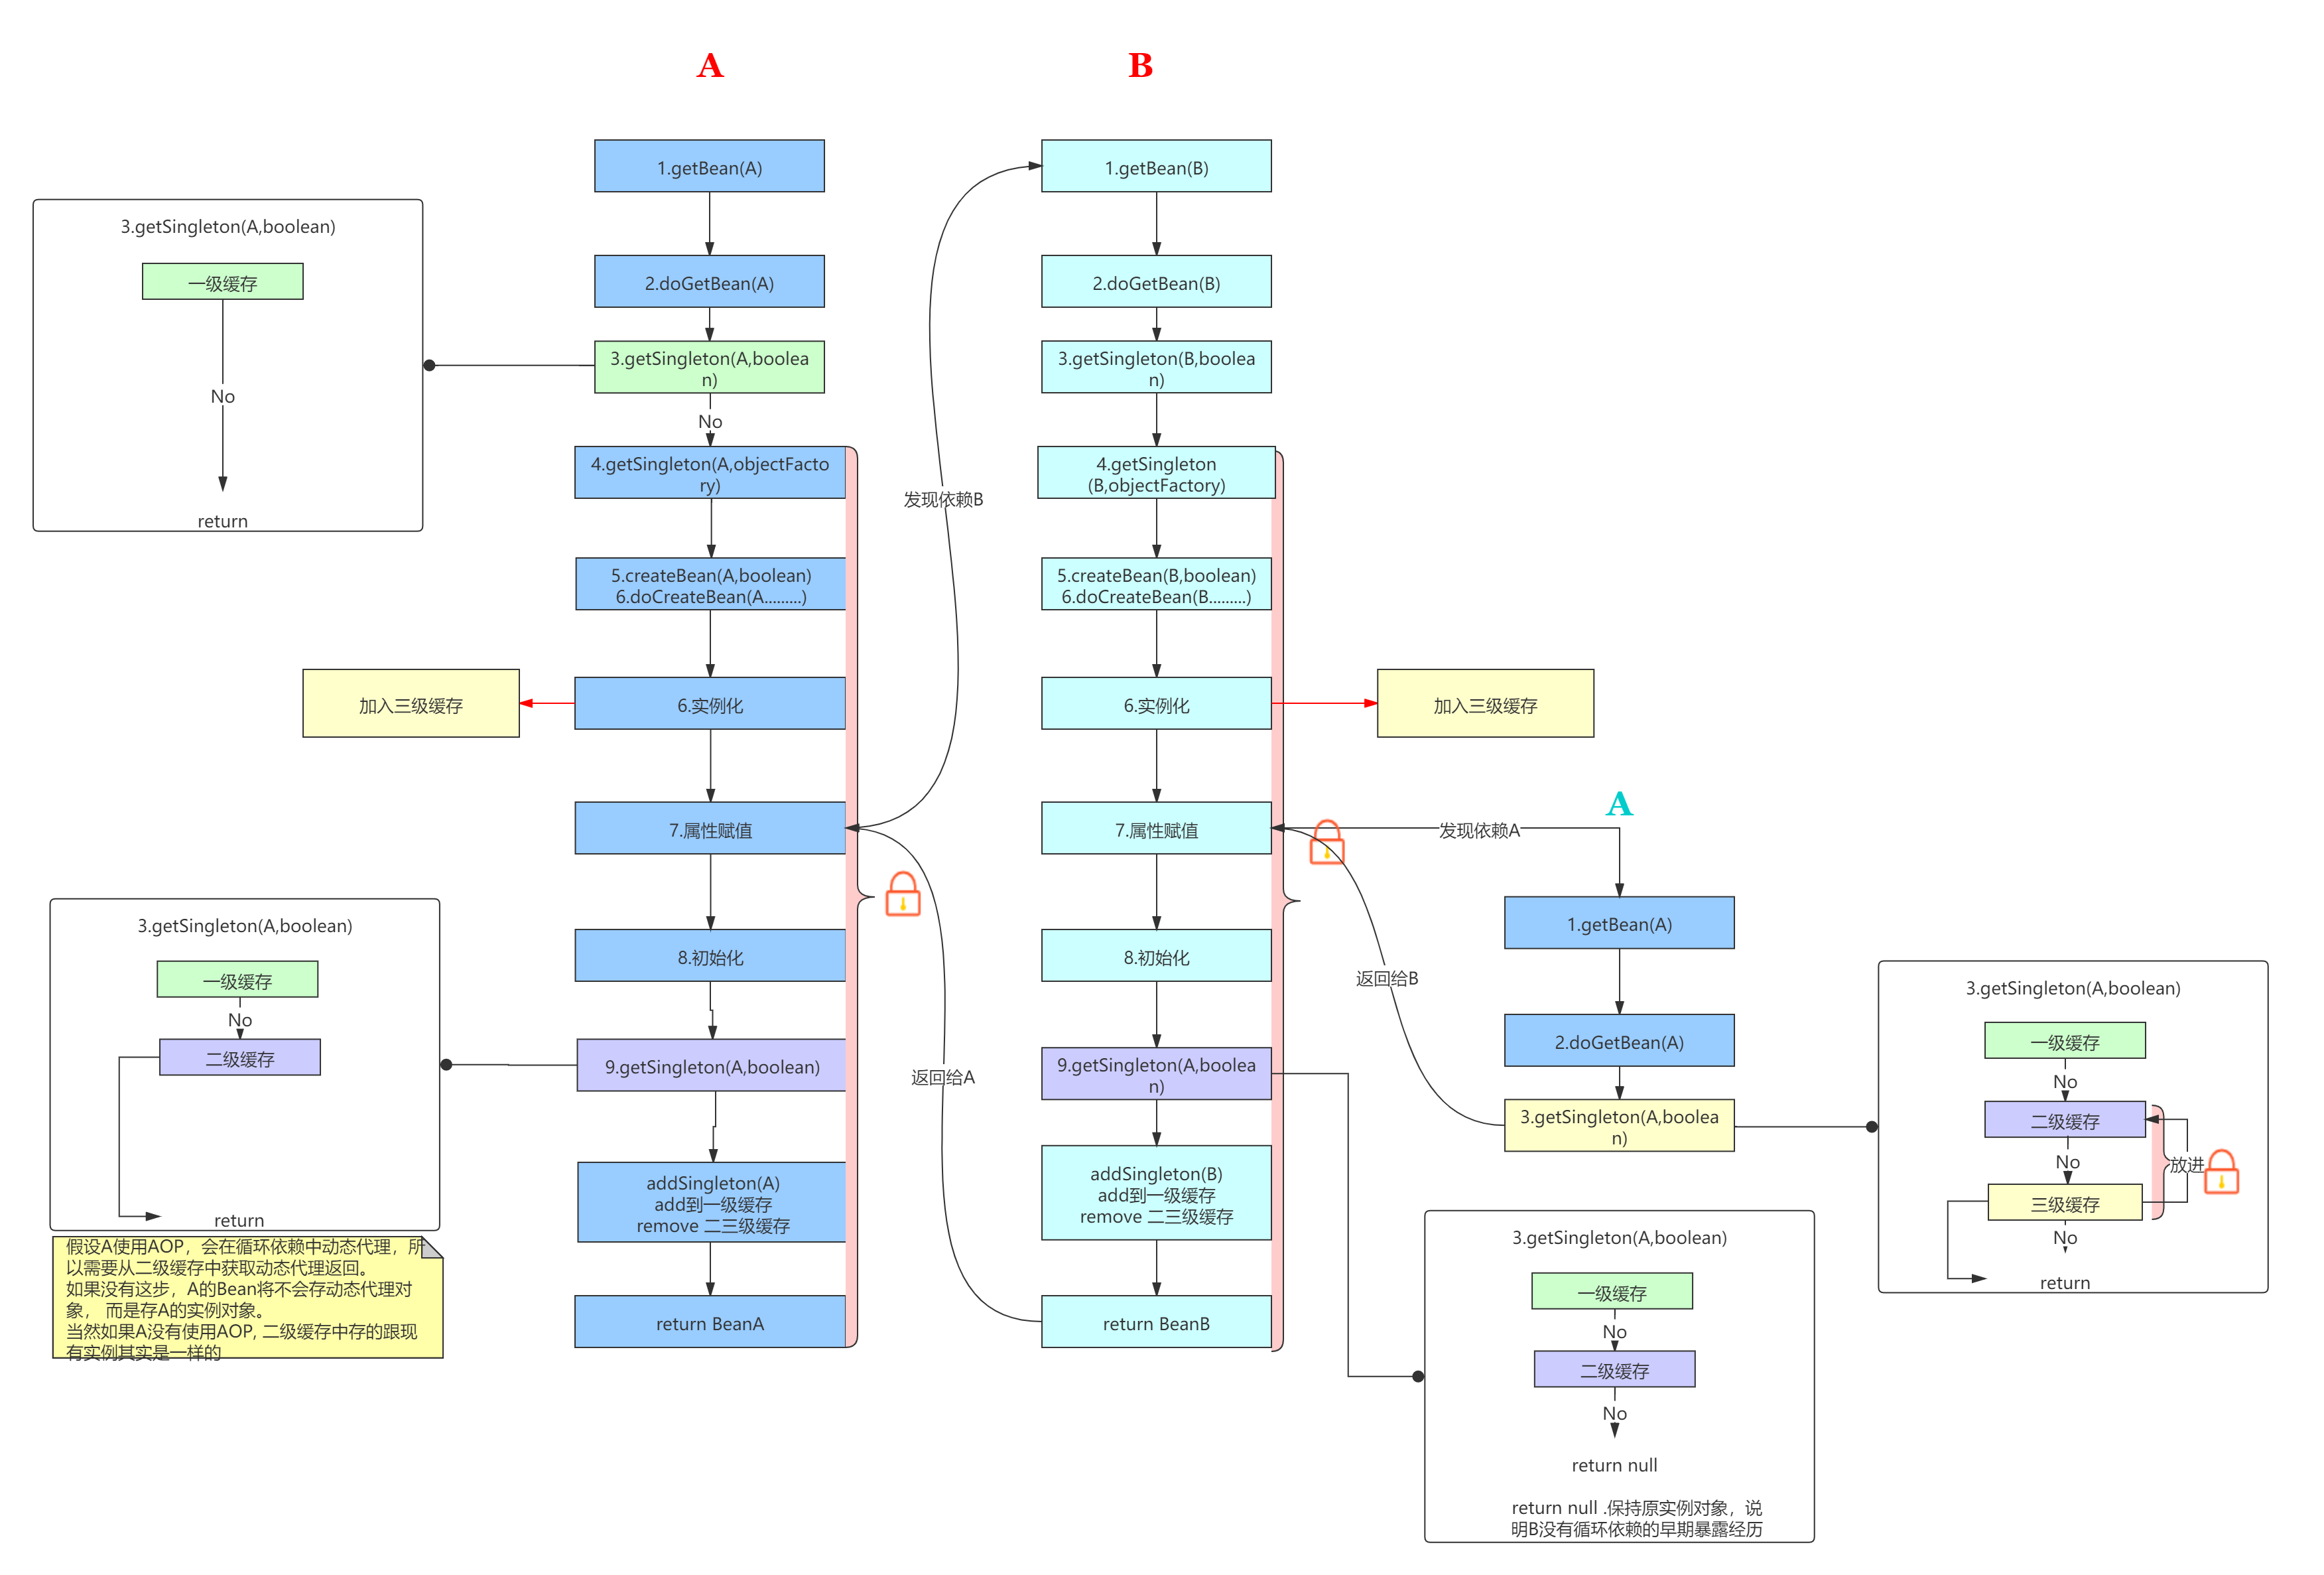 A
B
1.getBean(A)
2.doGetBean(A)
3.getSingleton(A,boolea
n)
No
4.getSingleton(A,objectFacto
ry)
5.createBean(A,boolean)
6.doCreateBean(A.........)
6.实例化
加入三级缓存
7.属性赋值
8.初始化
9.getSingleton(A,boolean)
addSingleton(A)
add到一级缓存
remove 二三级缓存
return BeanA
3.getSingleton(A,boolean)
一级缓存
No
return
3.getSingleton(A,boolean)
一级缓存
No
二级缓存
return
假设A使用AOP，会在循环依赖中动态代理，所
以需要从二级缓存中获取动态代理返回。
如果没有这步，A的Bean将不会存动态代理对
象， 而是存A的实例对象。
当然如果A没有使用AOP, 二级缓存中存的跟现
有实例其实是一样的
发现依赖B
返回给A
1.getBean(B)
2.doGetBean(B)
3.getSingleton(B,boolea
n)
4.getSingleton
(B,objectFactory)
5.createBean(B,boolean)
6.doCreateBean(B.........)
6.实例化
加入三级缓存
7.属性赋值
8.初始化
9.getSingleton(A,boolea
n)
addSingleton(B)
add到一级缓存
remove 二三级缓存
return BeanB
发现依赖A
返回给B
A
1.getBean(A)
2.doGetBean(A)
3.getSingleton(A,boolea
n)
3.getSingleton(A,boolean)
一级缓存
No
二级缓存
No
放进
三级缓存
No
return
3.getSingleton(A,boolean)
一级缓存
No
二级缓存
No
return null
return null .保持原实例对象，说
明B没有循环依赖的早期暴露经历